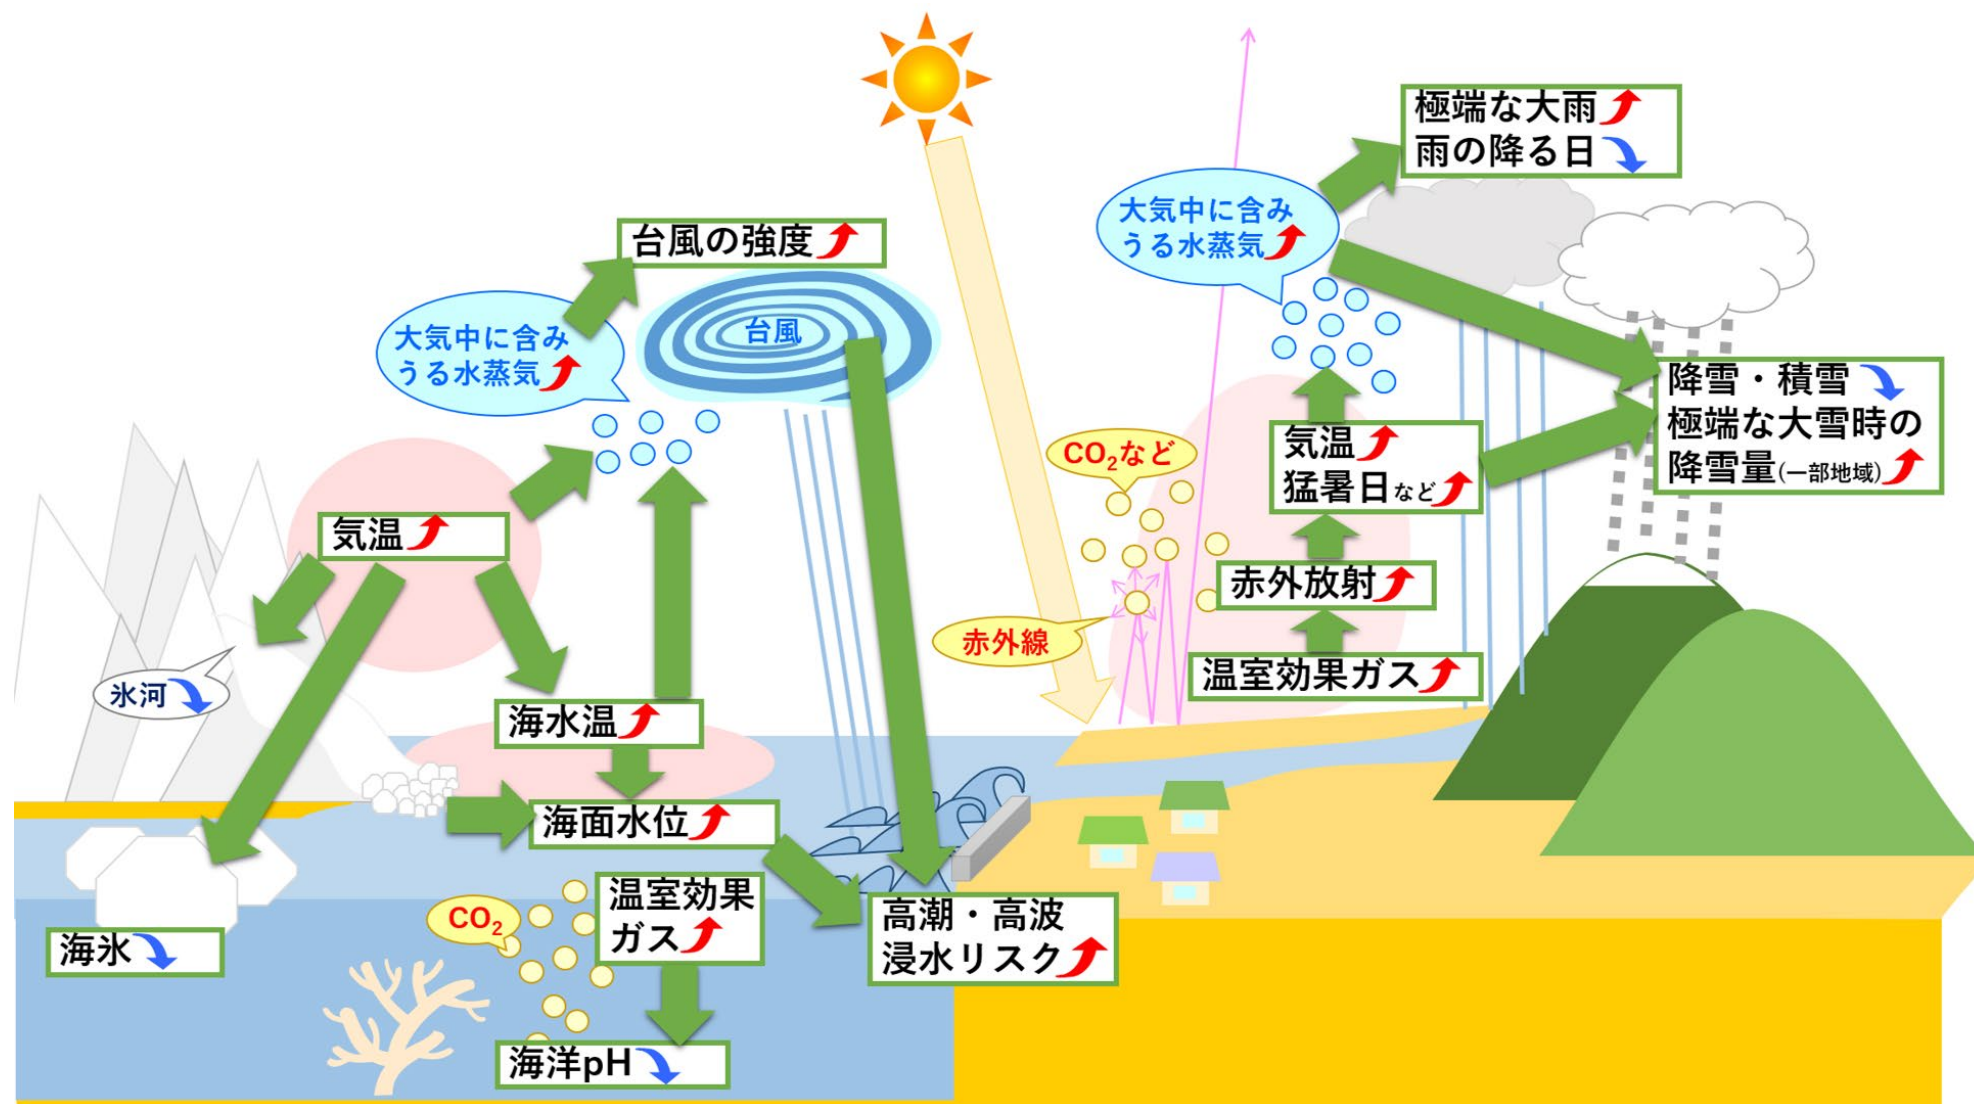 極端な大雨
雨の降る日
大気中に含み
うる水蒸気
台風の強度
台風
大気中に含み
うる水蒸気
降雪・積雪
極端な大雪時の
降雪量(一部地域)
気温
猛暑日など
CO₂など
気温
赤外放射
赤外線
温室効果ガス
氷河
海水温
海面水位
温室効果
ガス
CO₂
高潮・高波
浸水リスク
海氷
海洋pH